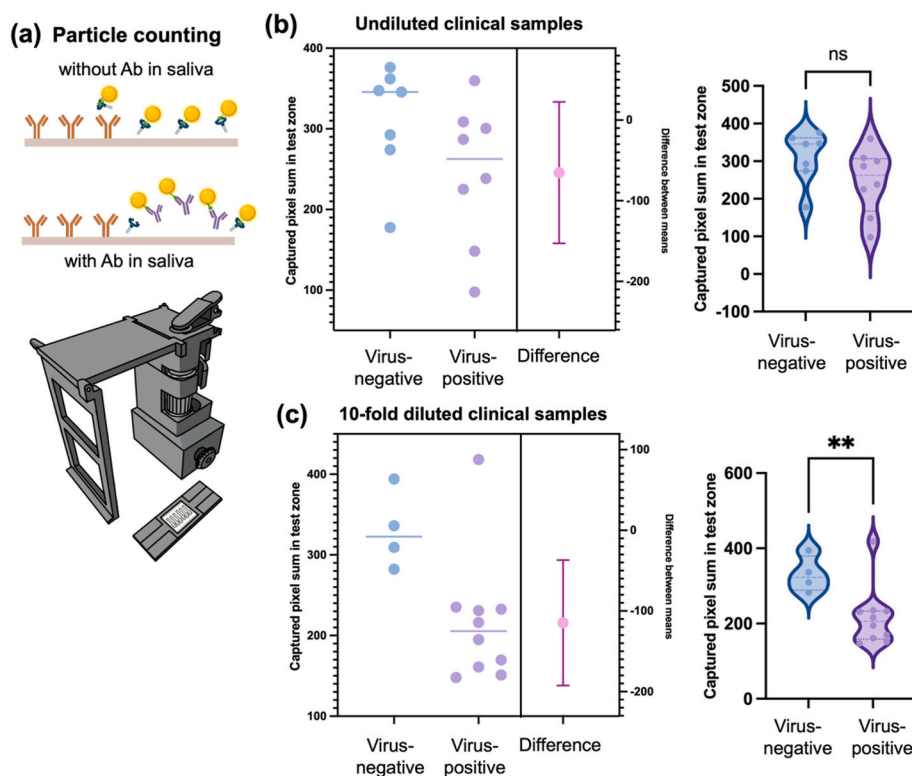 (a) Particle counting
without Ab in saliva
with Ab in saliva
(b) Undiluted clinical samples
Captured pixel sum in test zone
400
300
200
100
0
-100
-200
Difference between means
Virus-negative
Virus-positive
Difference
ns
Captured pixel sum in test zone
500
400
300
200
100
0
-100
Virus-negative
Virus-positive
(c) 10-fold diluted clinical samples
Captured pixel sum in test zone
400
300
200
100
100
0
-100
-200
Difference between means
Virus-negative
Virus-positive
Difference
**
Captured pixel sum in test zone
600
400
200
0
Virus-negative
Virus-positive